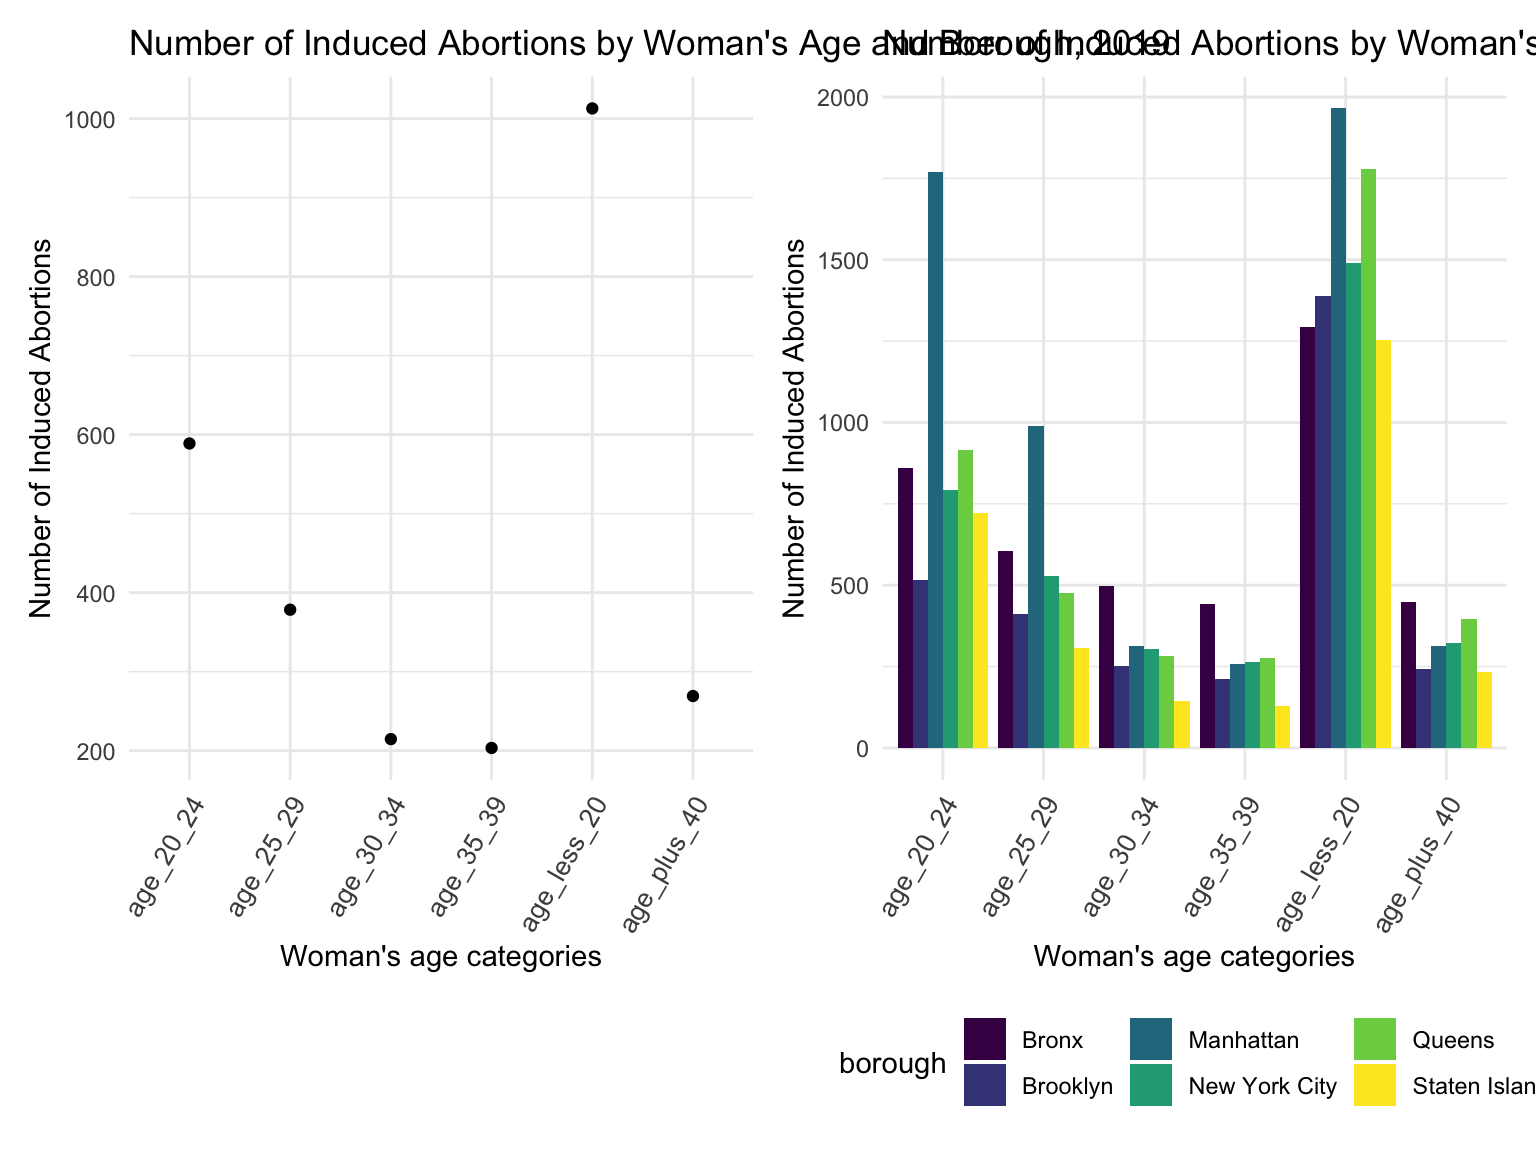 Number of Induced Abortions by Woman's Age and Borough, 2019
Number of Induced Abortions by Woman's
Number of Induced Abortions
1000
800
600
400
200
age_20_24
age_25_29
age_30_34
age_35_39
age_less_20
age_plus_40
Woman's age categories
Number of Induced Abortions
2000
1500
1000
500
0
age_20_24
age_25_29
age_30_34
age_35_39
age_less_20
age_plus_40
Woman's age categories
borough
Bronx
Manhattan
Queens
Brooklyn
New York City
Staten Islan